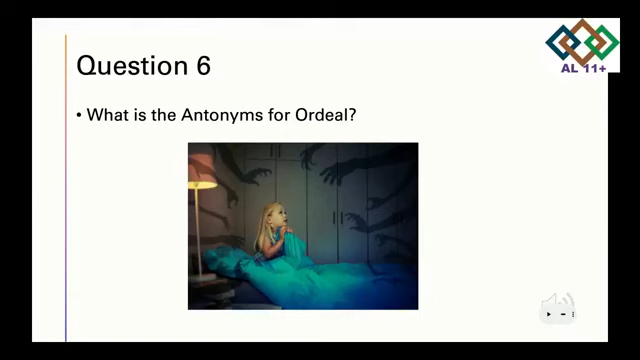 AL 11+
Question 6
• What is the Antonyms for Ordeal?